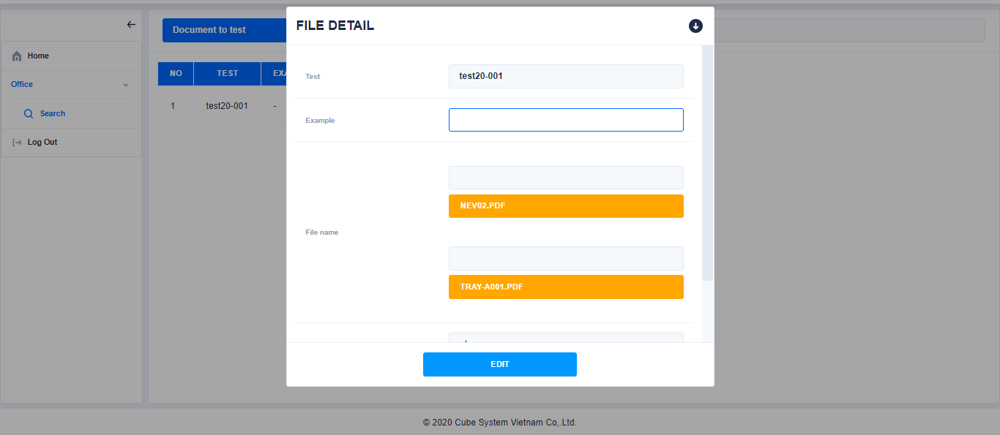 FILE DETAIL
Document to test
Home
Office
Search
Log Out
NO TEST EXA
1 test20-001 -
Test test20-001
Example
File name
NEV02.PDF
TRAY-A001.PDF
EDIT
© 2020 Cube System Vietnam Co,.Ltd.